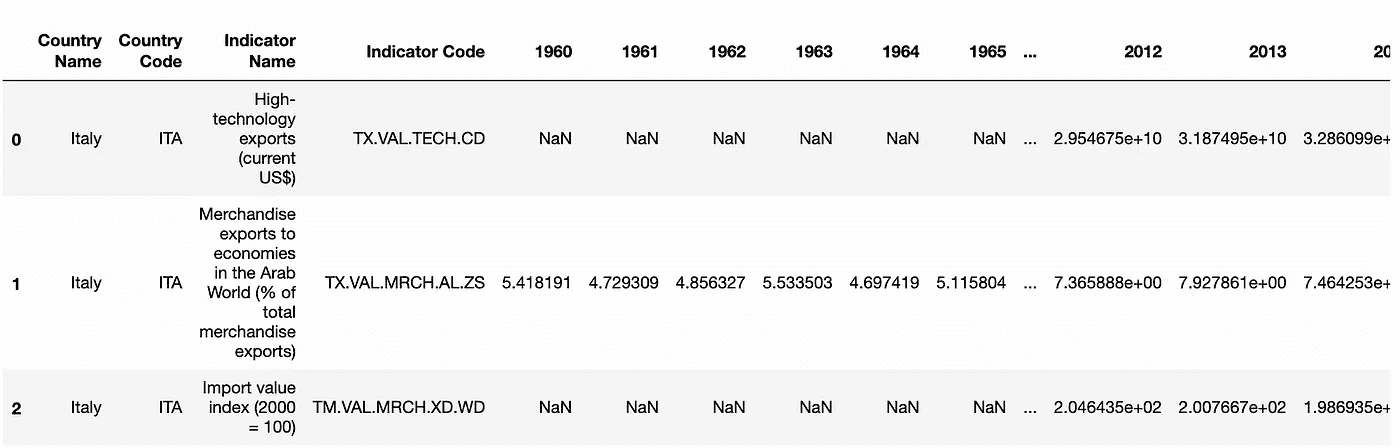 Country Name Country Code Indicator Name Indicator Code 1960 1961 1962 1963 1964 1965 ... 2012 2013 20
0 Italy ITA High-technology exports (current US$) TX.VAL.TECH.CD NaN NaN NaN NaN NaN NaN ... 2.954675e+10 3.187495e+10 3.286099e+
1 Italy ITA Merchandise exports to economies in the Arab World (% of total merchandise exports) TX.VAL.MRCH.AL.ZS 5.418191 4.729309 4.856327 5.533503 4.697419 5.115804 ... 7.365888e+00 7.927861e+00 7.464253e+
2 Italy ITA Import value index (2000 = 100) TM.VAL.MRCH.XD.WD NaN NaN NaN NaN NaN NaN ... 2.046435e+02 2.007667e+02 1.986935e+